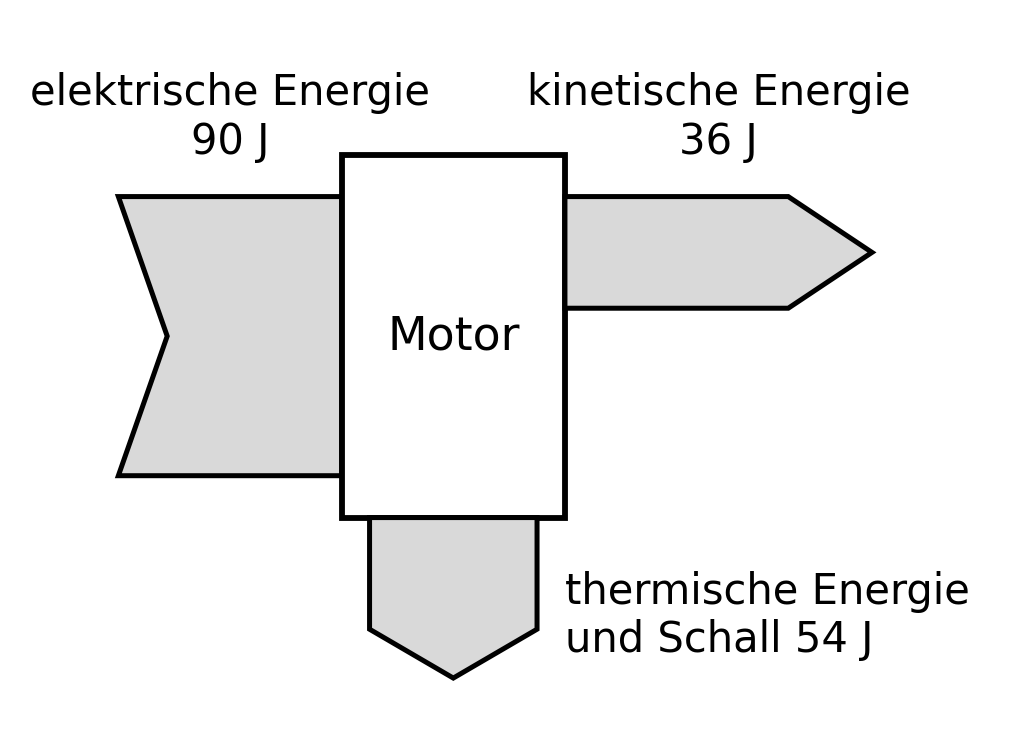 elektrische Energie
90 J
kinetische Energie
36 J
Motor
thermische Energie
und Schall 54 J